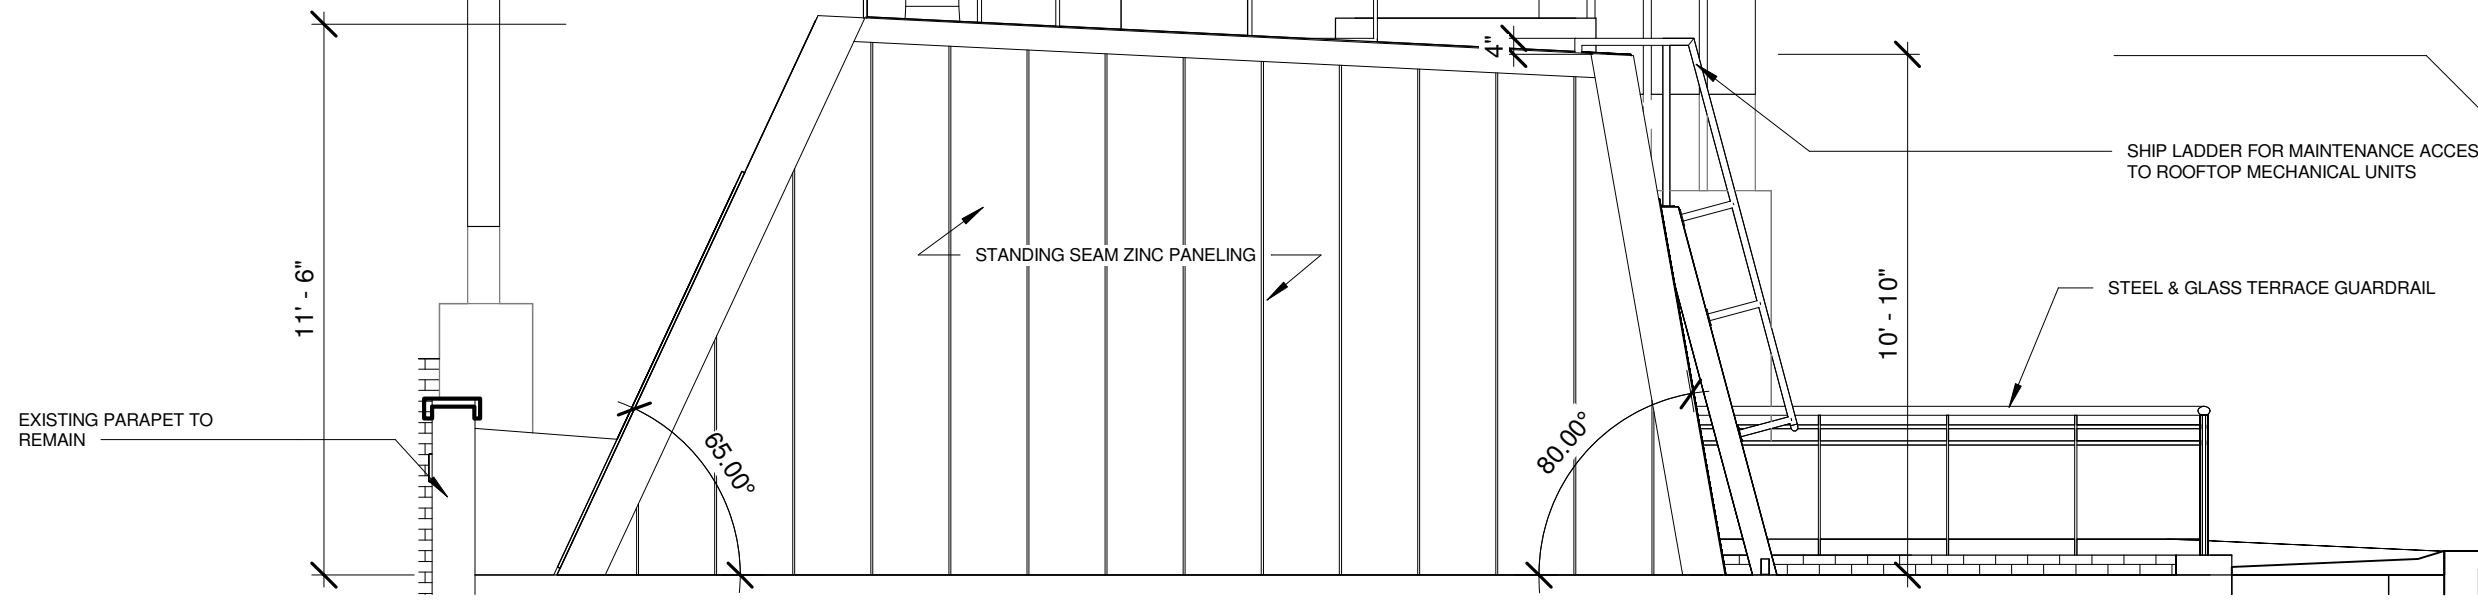 4"
SHIP LADDER FOR MAINTENANCE ACCES
TO ROOFTOP MECHANICAL UNITS
STANDING SEAM ZINC PANELING
11' - 6"
10' - 10"
STEEL & GLASS TERRACE GUARDRAIL
EXISTING PARAPET TO
REMAIN
65.00°
80.00°